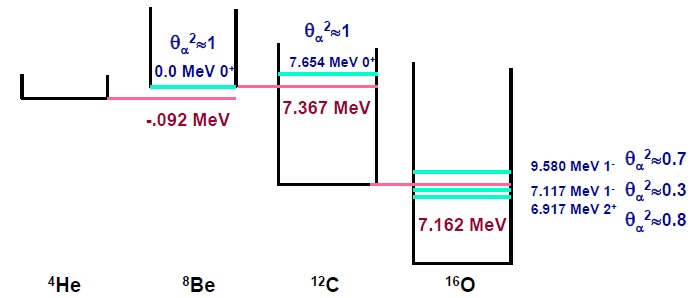 θα²≈1
0.0 MeV 0⁺
-.092 MeV
θα²≈1
7.654 MeV 0⁺
7.367 MeV
9.580 MeV 1⁻ θα²≈0.7
7.117 MeV 1⁻ θα²≈0.3
6.917 MeV 2⁺ θα²≈0.8
7.162 MeV
⁴He ⁸Be ¹²C ¹⁶O